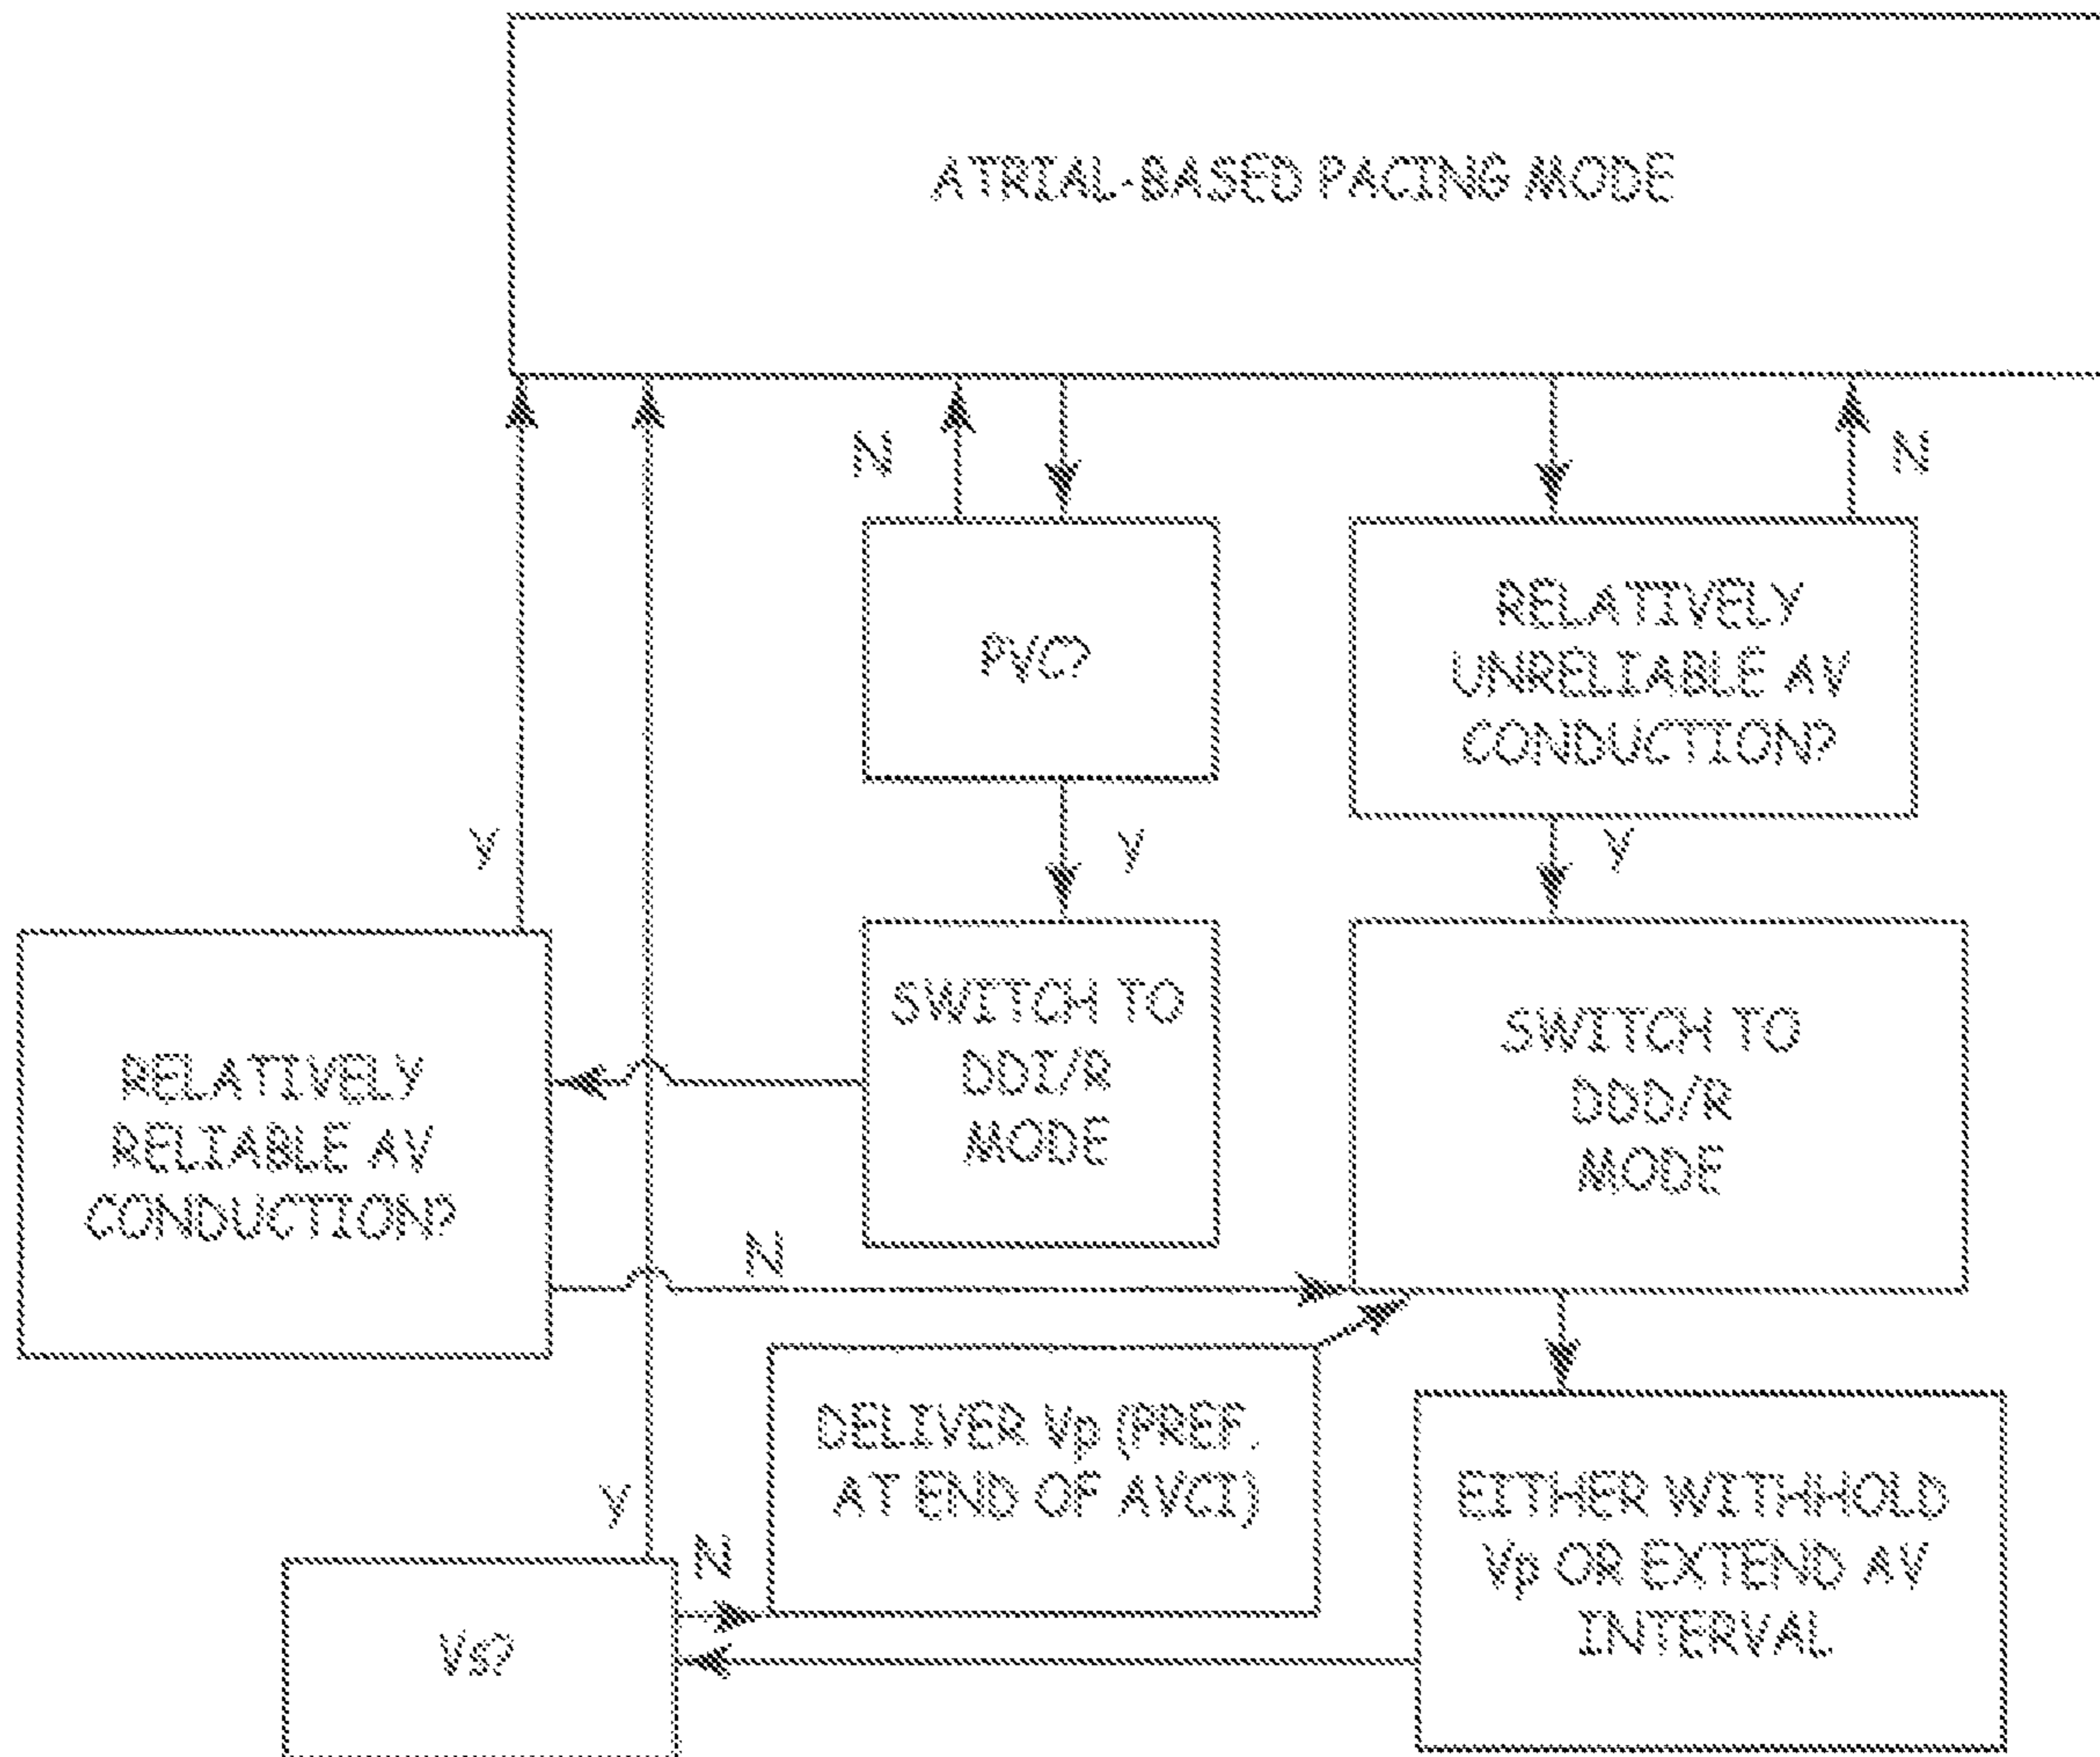 ATRIAL-BASED PACING MODE
N
N
PVC?
RELATIVELY
UNRELIABLE AV
CONDUCTION?
Y
Y
Y
RELATIVELY
RELIABLE AV
CONDUCTION?
SWITCH TO
DDI/R
MODE
SWITCH TO
DDD/R
MODE
N
DELIVER Vp (PREF.
AT END OF AVCI)
EITHER WITHHOLD
Vp OR EXTEND AV
INTERVAL
Y
N
Vs?